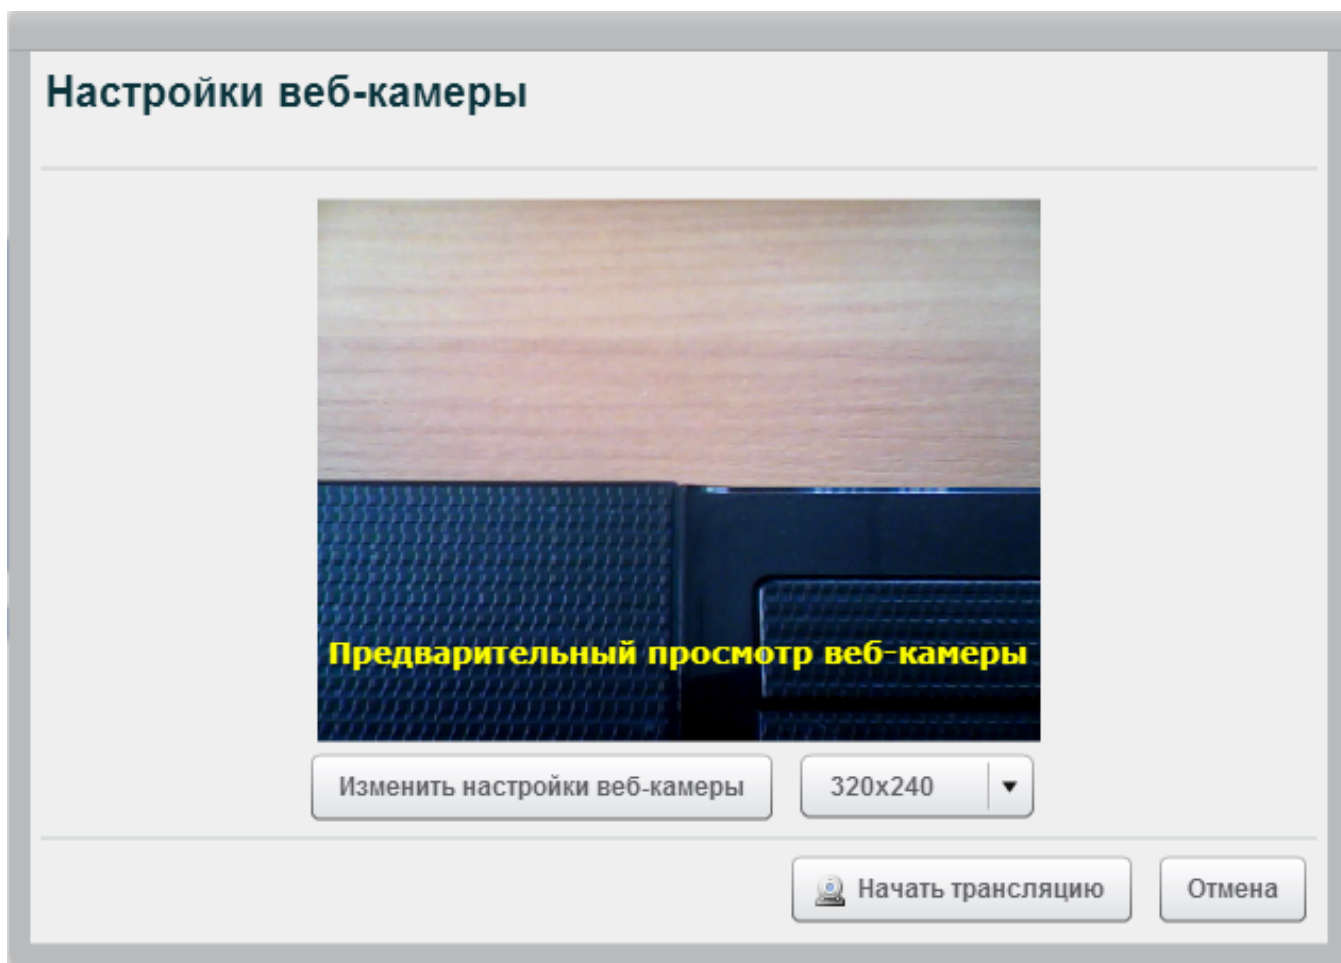 Настройки веб-камеры
Предварительный просмотр веб-камеры
Изменить настройки веб-камеры
320x240
Начать трансляцию
Отмена